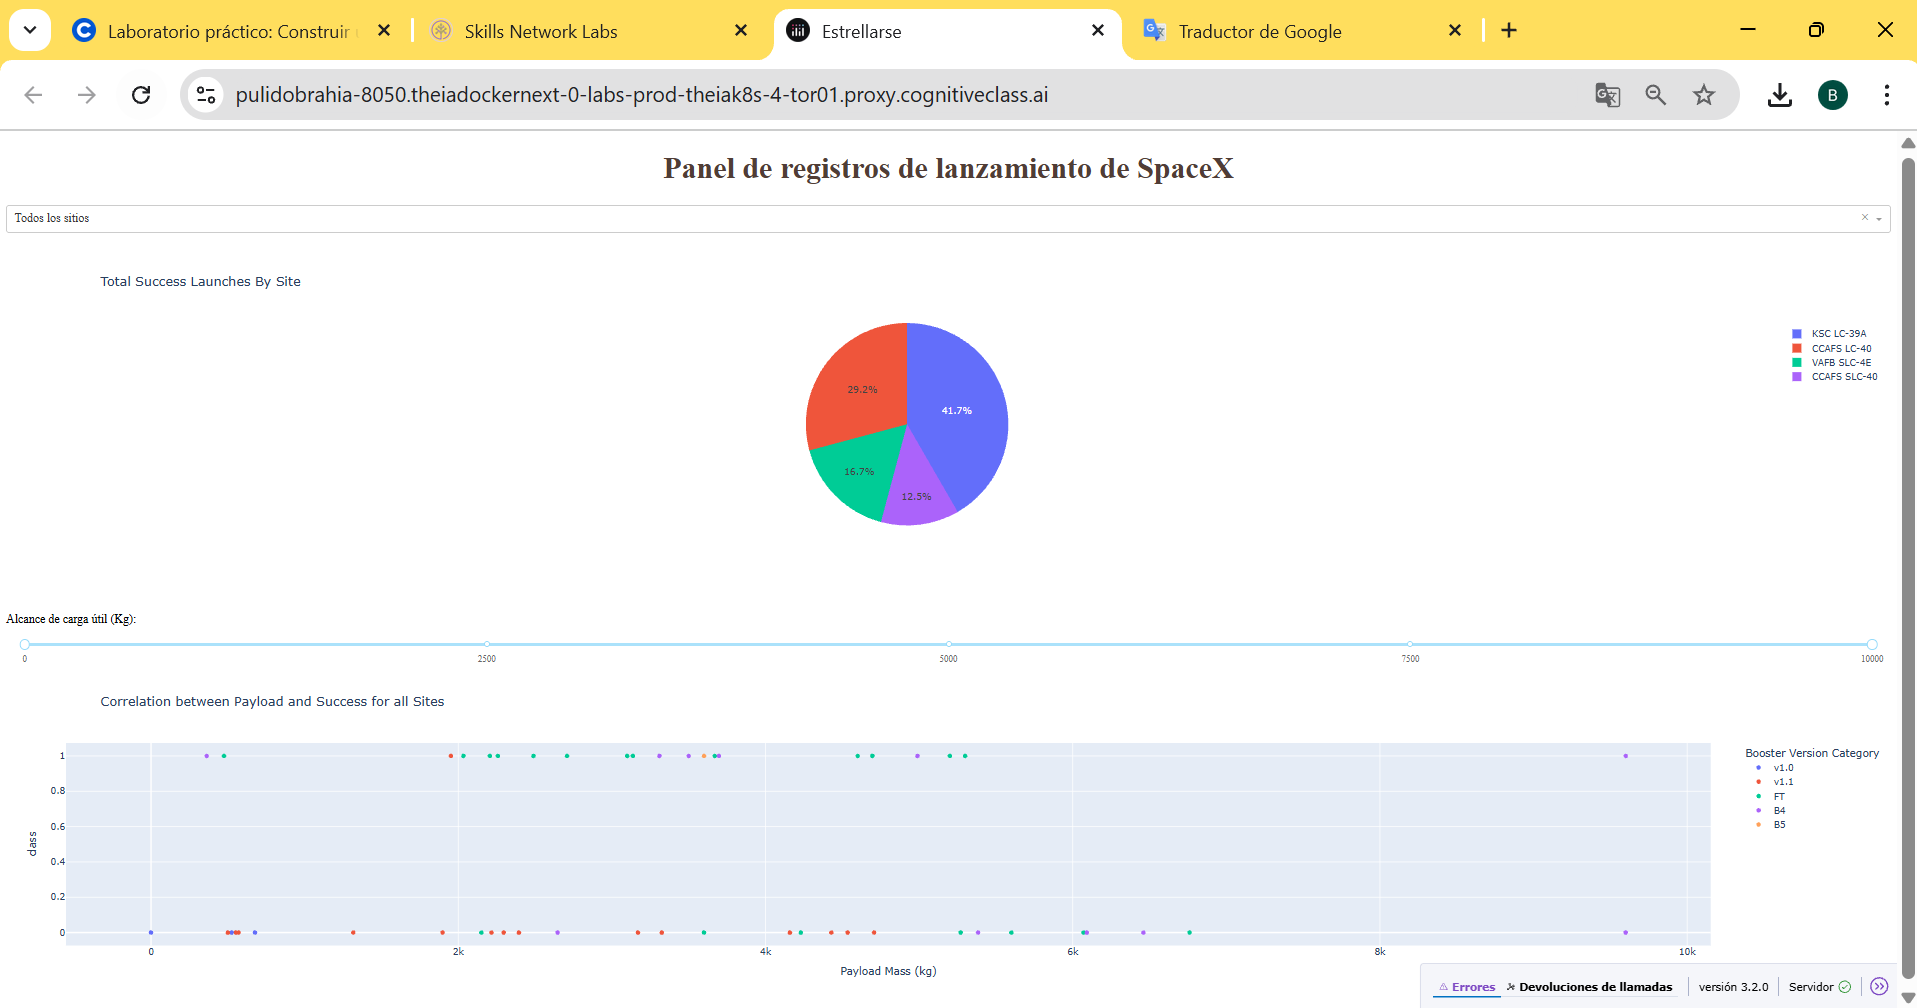 Laboratorio práctico: Construir
Skills Network Labs
Estrellarse
Traductor de Google
pulidobrahia-8050.theiadockernext-0-labs-prod-theiak8s-4-tor01.proxy.cognitiveclass.ai
B
Panel de registros de lanzamiento de SpaceX
Todos los sitios
Total Success Launches By Site
KSC LC-39A
CCAFS LC-40
VAFB SLC-4E
CCAFS SLC-40
29.2%
41.7%
16.7%
12.5%
Alcance de carga útil (Kg):
0 2500 5000 7500 10000
Correlation between Payload and Success for all Sites
Booster Version Category
v1.0
v1.1
FT
B4
B5
class
1
0.8
0.6
0.4
0.2
0
0 2k 4k 6k 8k 10k
Payload Mass (kg)
Errores Devoluciones de llamadas versión 3.2.0 Servidor